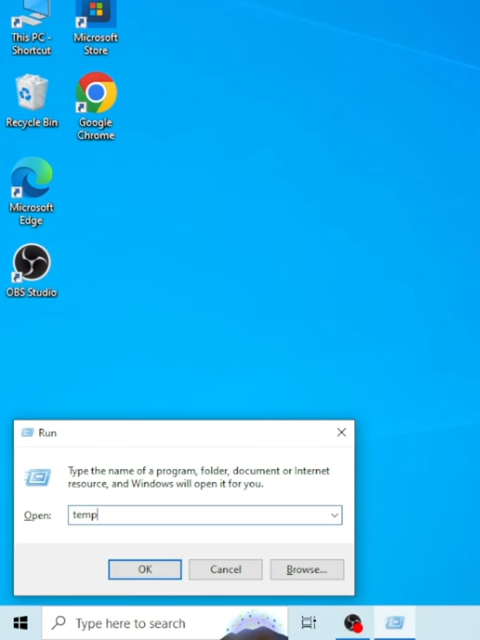 This PC -
Shortcut
Microsoft
Store
Recycle Bin
Google
Chrome
Microsoft
Edge
OBS Studio
Run
Type the name of a program, folder, document or Internet
resource, and Windows will open it for you.
Open:
temp
OK
Cancel
Browse...
Type here to search